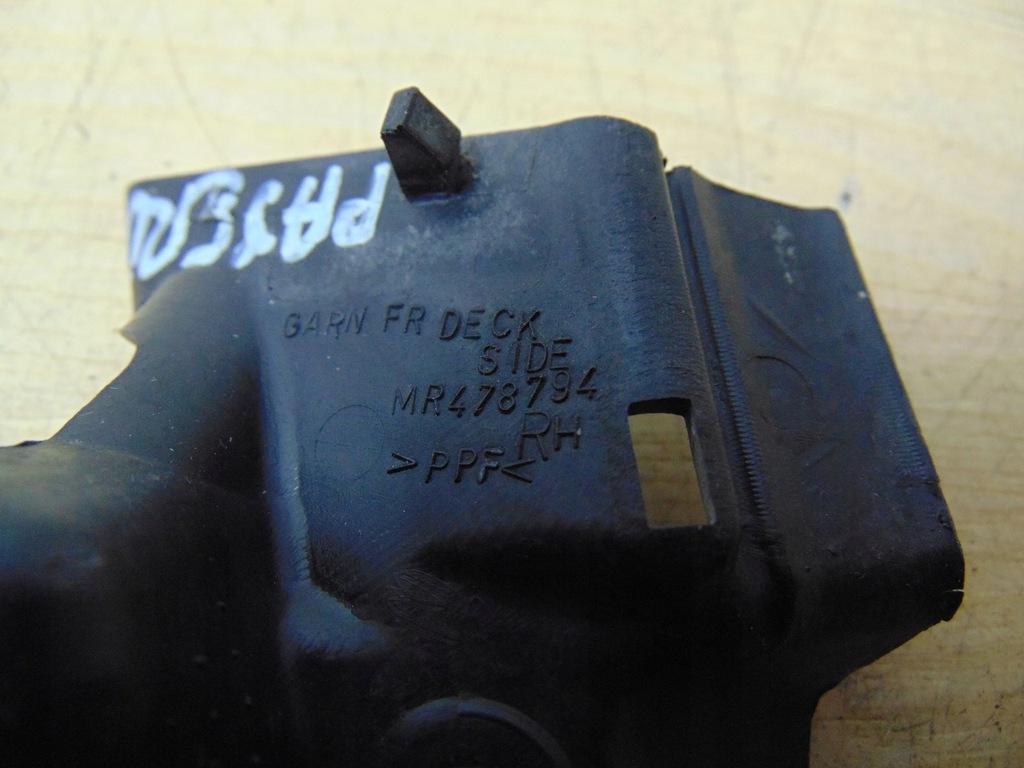 PAJERO
GARN FR DECK
SIDE
MR478794
RH
>PPF<